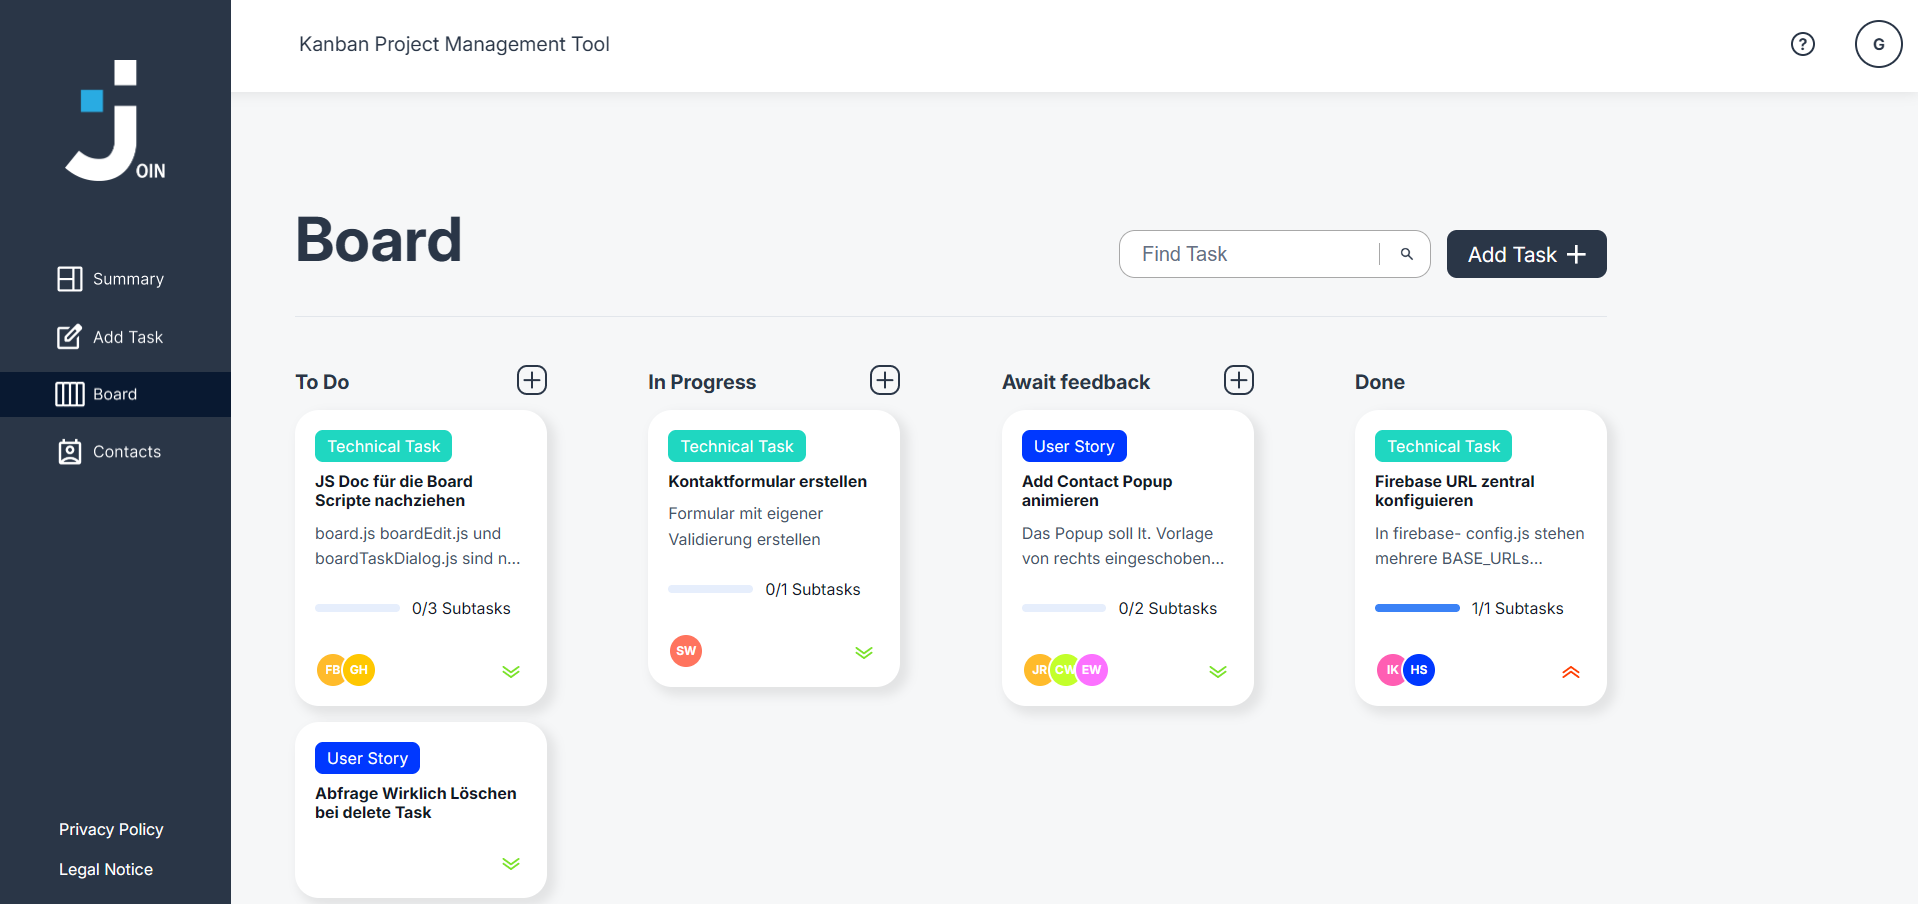 Kanban Project Management Tool
?
G
OIN
Summary
Add Task
Board
Contacts
Privacy Policy
Legal Notice
Board
Find Task
Add Task
To Do
Technical Task
JS Doc für die Board
Scripte nachziehen
board.js boardEdit.js und
boardTaskDialog.js sind n...
0/3 Subtasks
FB
GH
User Story
Abfrage Wirklich Löschen
bei delete Task
In Progress
Technical Task
Kontaktformular erstellen
Formular mit eigener
Validierung erstellen
0/1 Subtasks
SW
Await feedback
User Story
Add Contact Popup
animieren
Das Popup soll lt. Vorlage
von rechts eingeschoben...
0/2 Subtasks
JR
CW
EW
Done
Technical Task
Firebase URL zentral
konfiguieren
In firebase- config.js stehen
mehrere BASE_URLs...
1/1 Subtasks
IK
HS